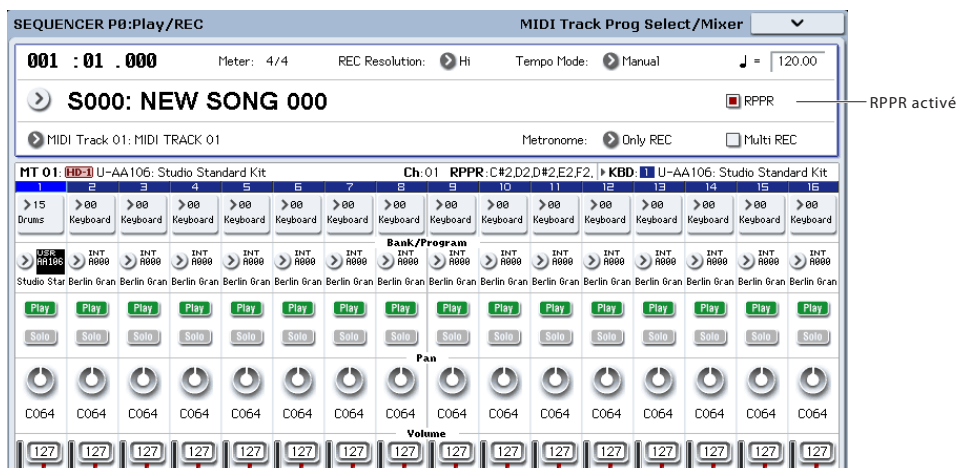 SEQUENCER P0:Play/REC MIDI Track Prog Select/Mixer
001 :01 .000 Meter: 4/4 REC Resolution: Hi Tempo Mode: Manual ♩ = 120.00
S000: NEW SONG 000 RPPR RPPR activé
MIDI Track 01: MIDI TRACK 01 Metronome: Only REC Multi REC
MT 01: HD-1 U-AA106: Studio Standard Kit Ch:01 RPPR:C#2,D2,D#2,E2,F2, KBD: 1 U-AA106: Studio Standard Kit
1 2 3 4 5 6 7 8 9 10 11 12 13 14 15 16
15 00 00 00 00 00 00 00 00 00 00 00 00 00 00 00
Drums Keyboard Keyboard Keyboard Keyboard Keyboard Keyboard Keyboard Keyboard Keyboard Keyboard Keyboard Keyboard Keyboard Keyboard Keyboard
Bank/Program
USR INT INT INT INT INT INT INT INT INT INT INT INT INT INT INT
AA106 A000 A000 A000 A000 A000 A000 A000 A000 A000 A000 A000 A000 A000 A000 A000
Studio Star Berlin Gran Berlin Gran Berlin Gran Berlin Gran Berlin Gran Berlin Gran Berlin Gran Berlin Gran Berlin Gran Berlin Gran Berlin Gran Berlin Gran Berlin Gran Berlin Gran Berlin Gran
Play Play Play Play Play Play Play Play Play Play Play Play Play Play Play Play
Solo Solo Solo Solo Solo Solo Solo Solo Solo Solo Solo Solo Solo Solo Solo Solo
Pan
C064 C064 C064 C064 C064 C064 C064 C064 C064 C064 C064 C064 C064 C064 C064 C064
Volume
127 127 127 127 127 127 127 127 127 127 127 127 127 127 127 127